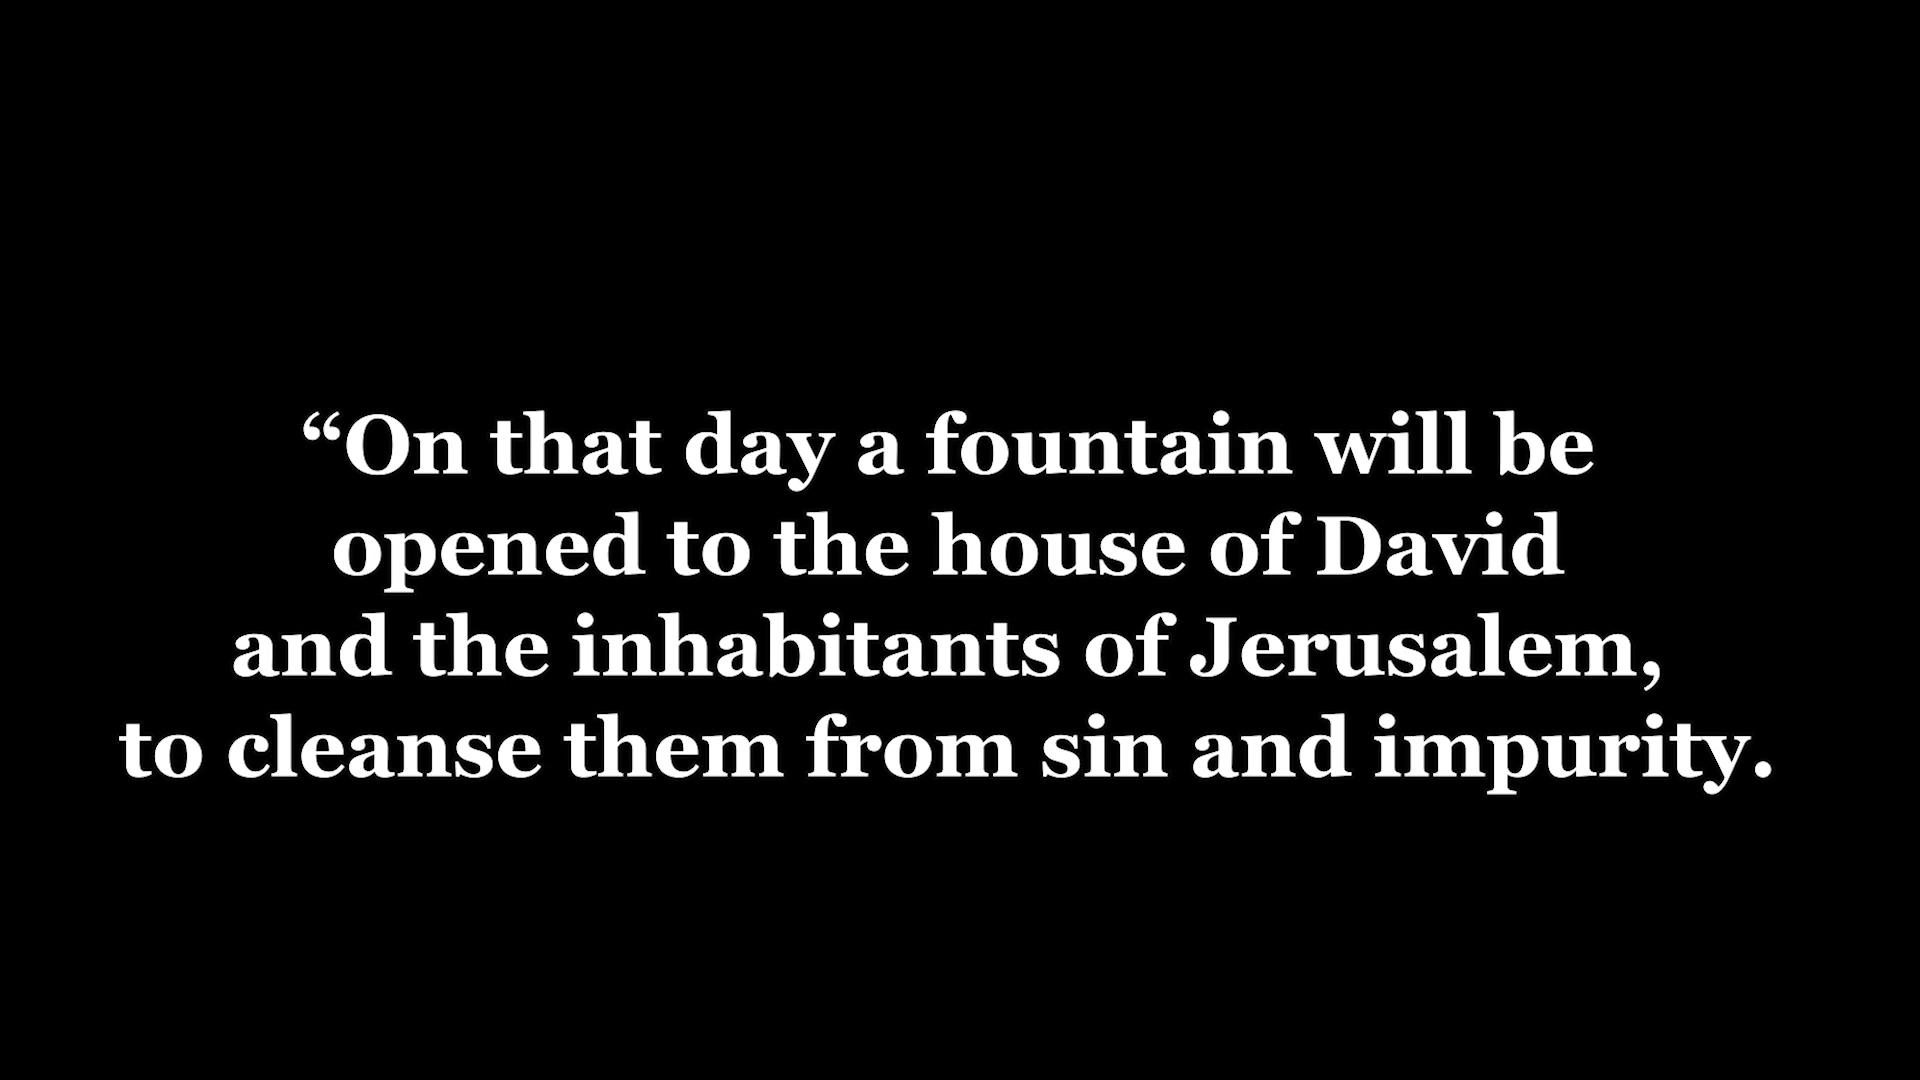 “On that day a fountain will be
opened to the house of David
and the inhabitants of Jerusalem,
to cleanse them from sin and impurity.